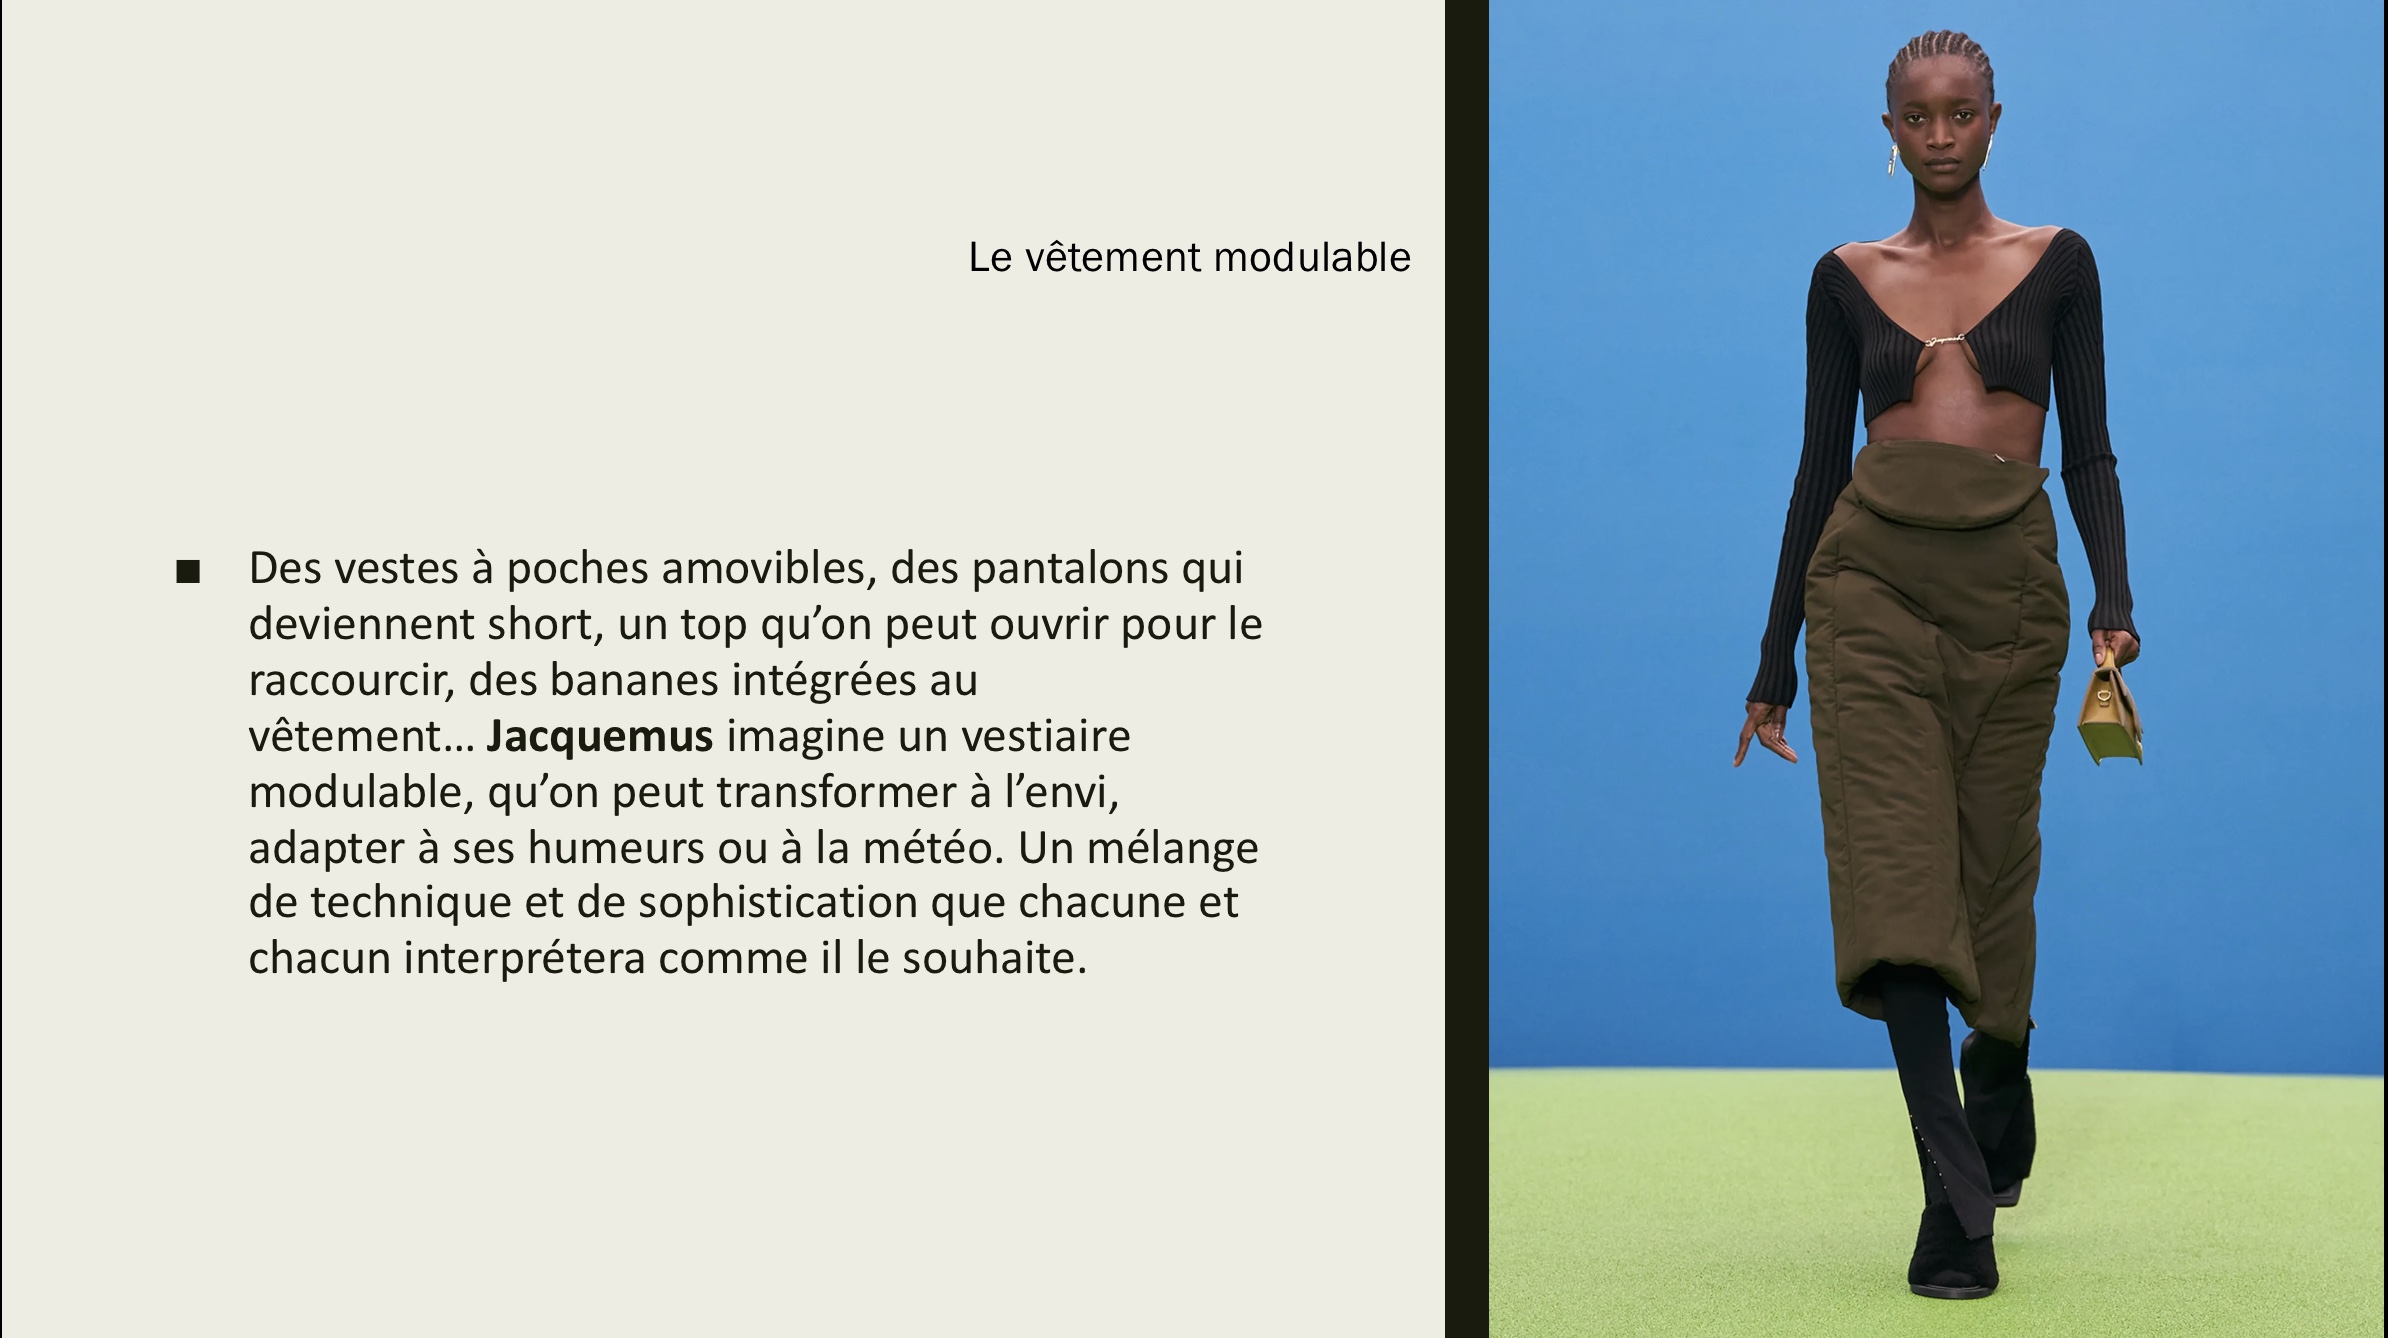 Le vêtement modulable
■ Des vestes à poches amovibles, des pantalons qui
deviennent short, un top qu’on peut ouvrir pour le
raccourcir, des bananes intégrées au
vêtement… Jacquemus imagine un vestiaire
modulable, qu’on peut transformer à l’envi,
adapter à ses humeurs ou à la météo. Un mélange
de technique et de sophistication que chacune et
chacun interprétera comme il le souhaite.